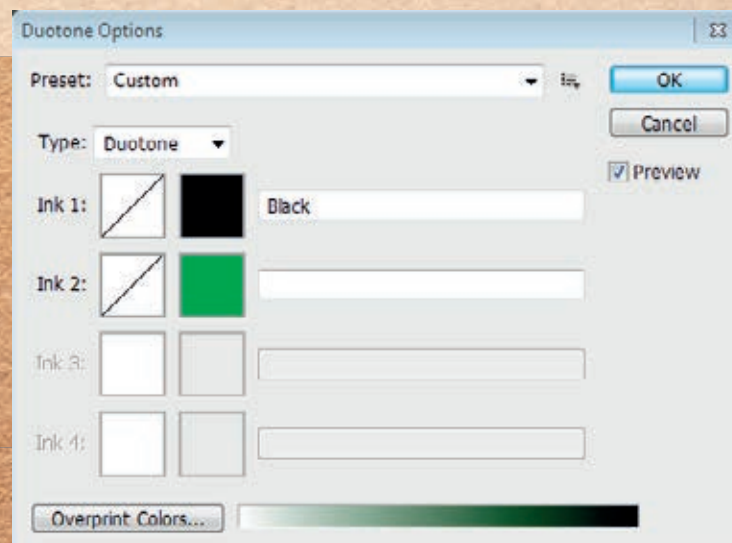 Duotone Options
Preset: Custom
OK
Cancel
Type: Duotone
Preview
Ink 1: Black
Ink 2:
Ink 3:
Ink 4:
Overprint Colors...